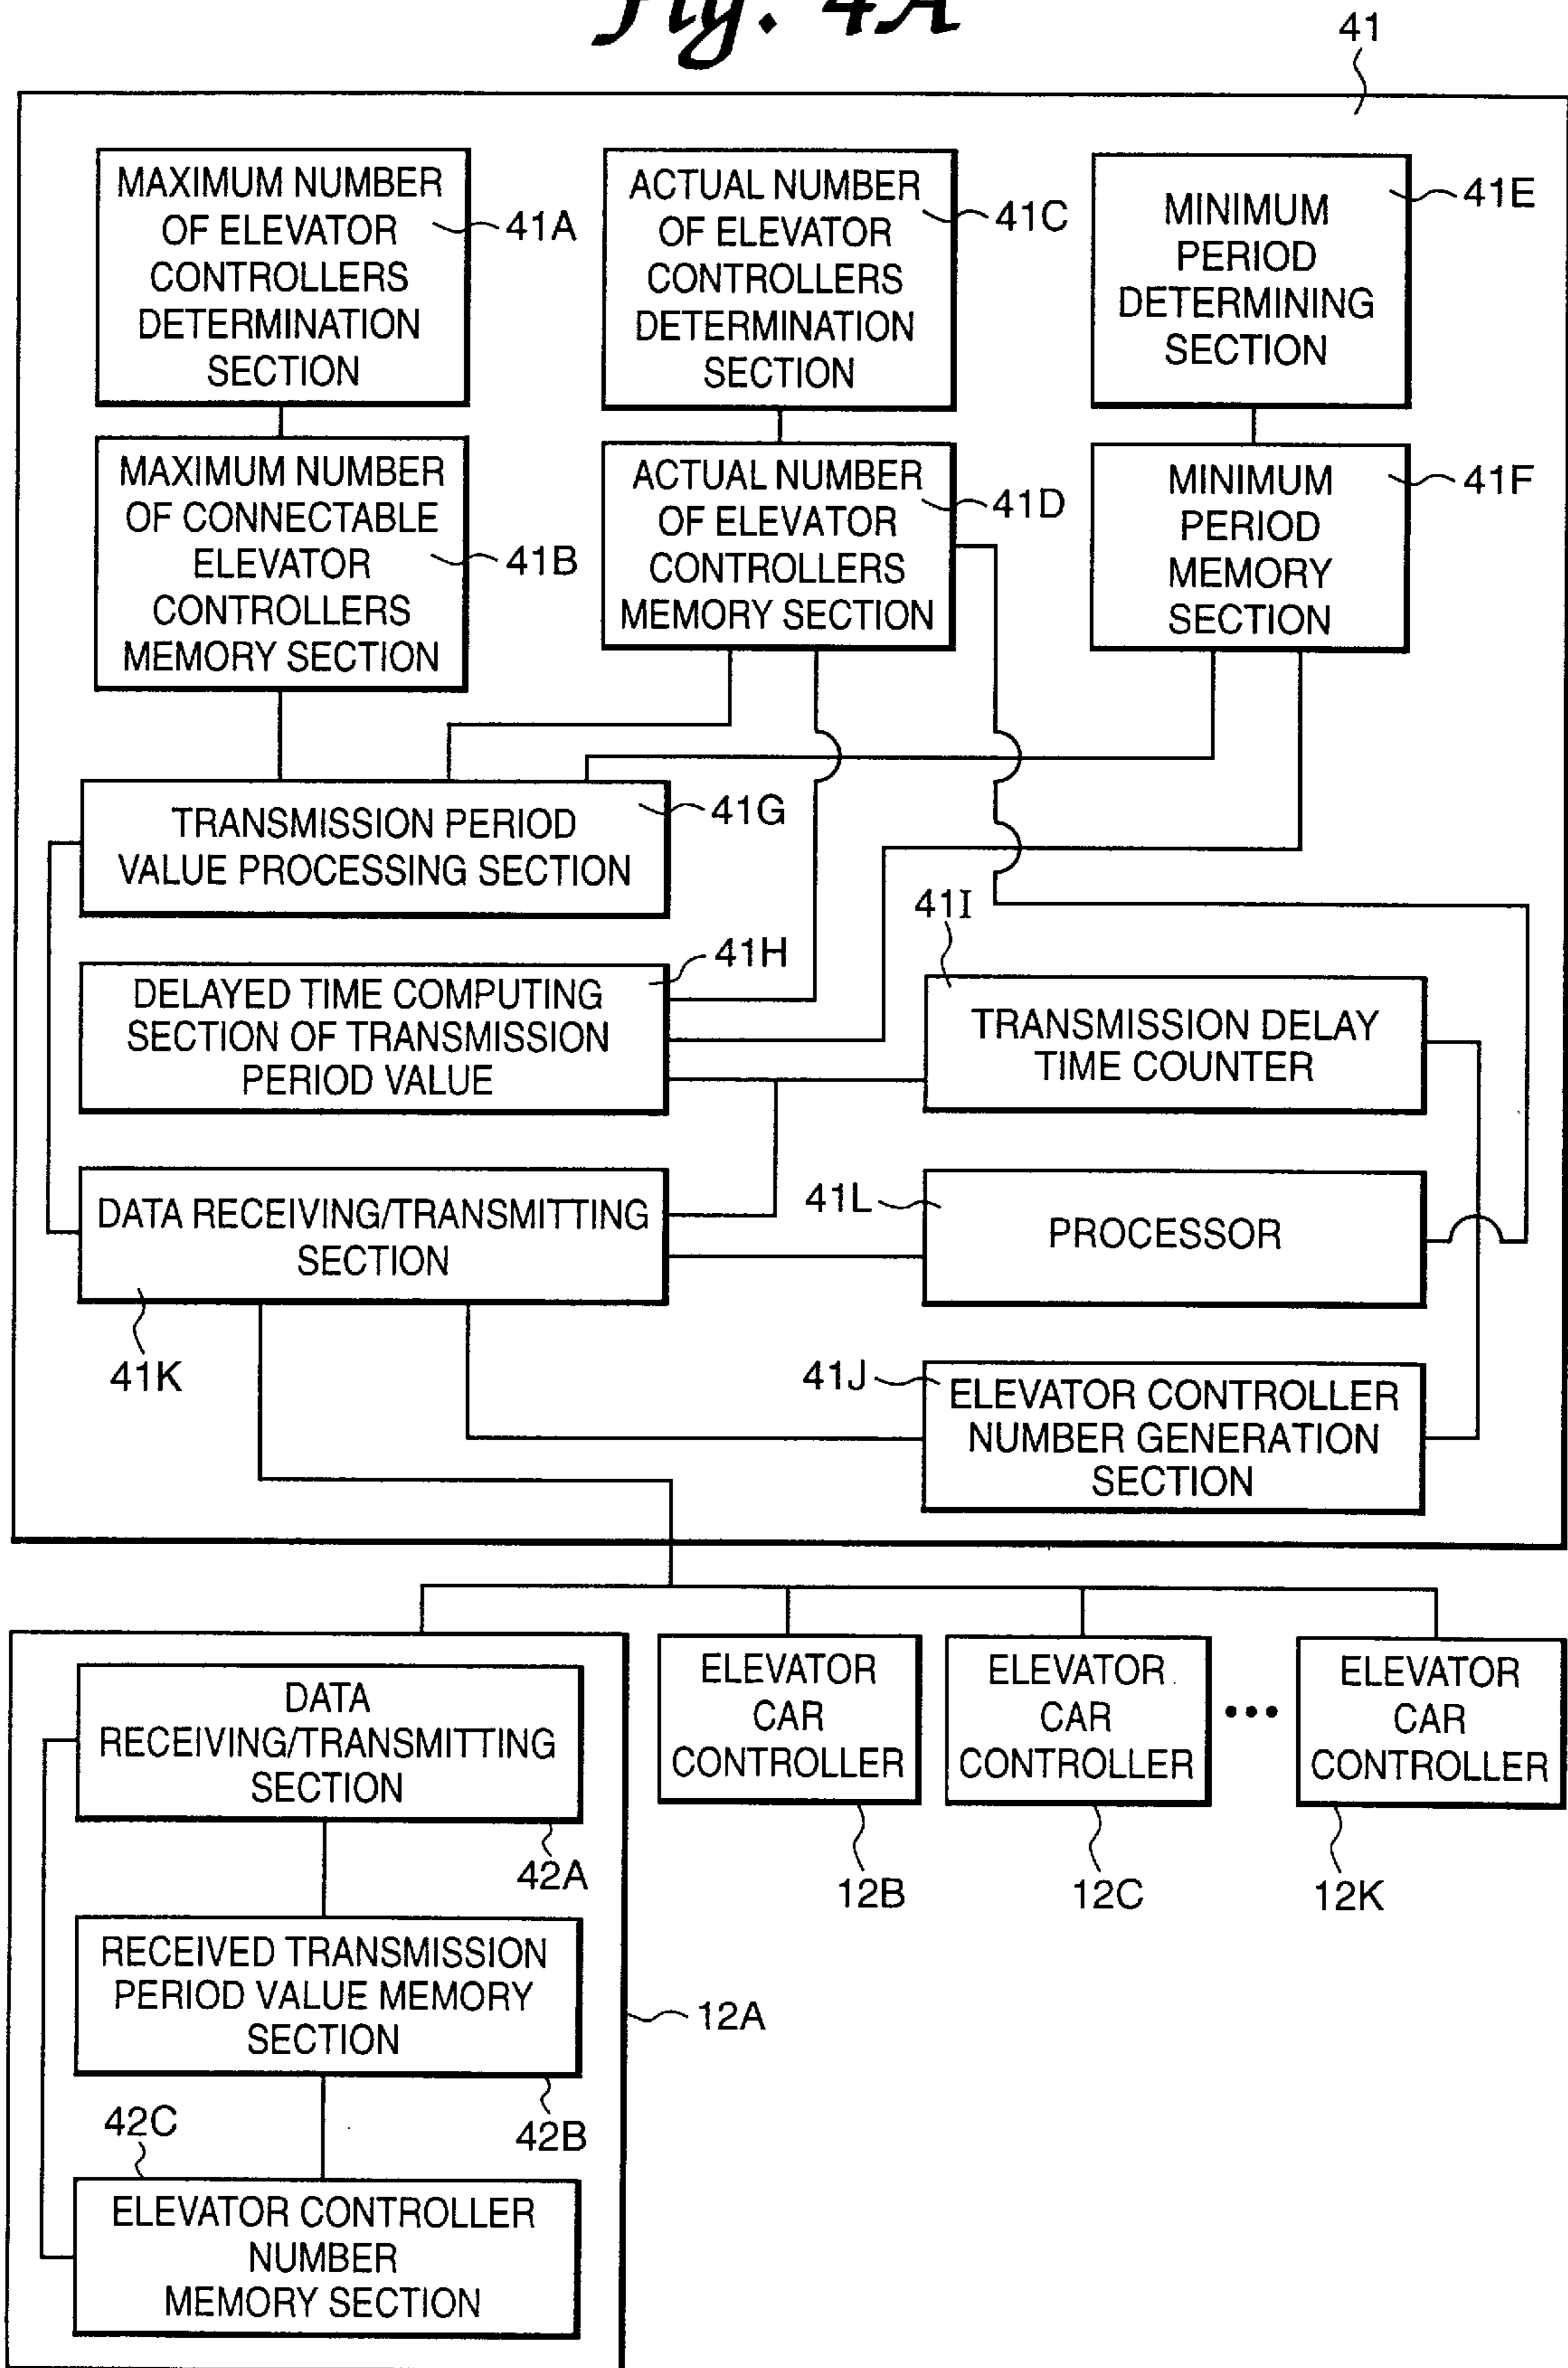 Fig. 4A
41
MAXIMUM NUMBER
OF ELEVATOR
CONTROLLERS
DETERMINATION
SECTION
41A
ACTUAL NUMBER
OF ELEVATOR
CONTROLLERS
DETERMINATION
SECTION
41C
MINIMUM
PERIOD
DETERMINING
SECTION
41E
MAXIMUM NUMBER
OF CONNECTABLE
ELEVATOR
CONTROLLERS
MEMORY SECTION
41B
ACTUAL NUMBER
OF ELEVATOR
CONTROLLERS
MEMORY SECTION
41D
MINIMUM
PERIOD
MEMORY
SECTION
41F
TRANSMISSION PERIOD
VALUE PROCESSING SECTION
41G
DELAYED TIME COMPUTING
SECTION OF TRANSMISSION
PERIOD VALUE
41H
41I
TRANSMISSION DELAY
TIME COUNTER
DATA RECEIVING/TRANSMITTING
SECTION
41K
41L
PROCESSOR
41J
ELEVATOR CONTROLLER
NUMBER GENERATION
SECTION
DATA
RECEIVING/TRANSMITTING
SECTION
42A
RECEIVED TRANSMISSION
PERIOD VALUE MEMORY
SECTION
42B
42C
ELEVATOR CONTROLLER
NUMBER
MEMORY SECTION
12A
ELEVATOR
CAR
CONTROLLER
12B
ELEVATOR
CAR
CONTROLLER
12C
•••
ELEVATOR
CAR
CONTROLLER
12K